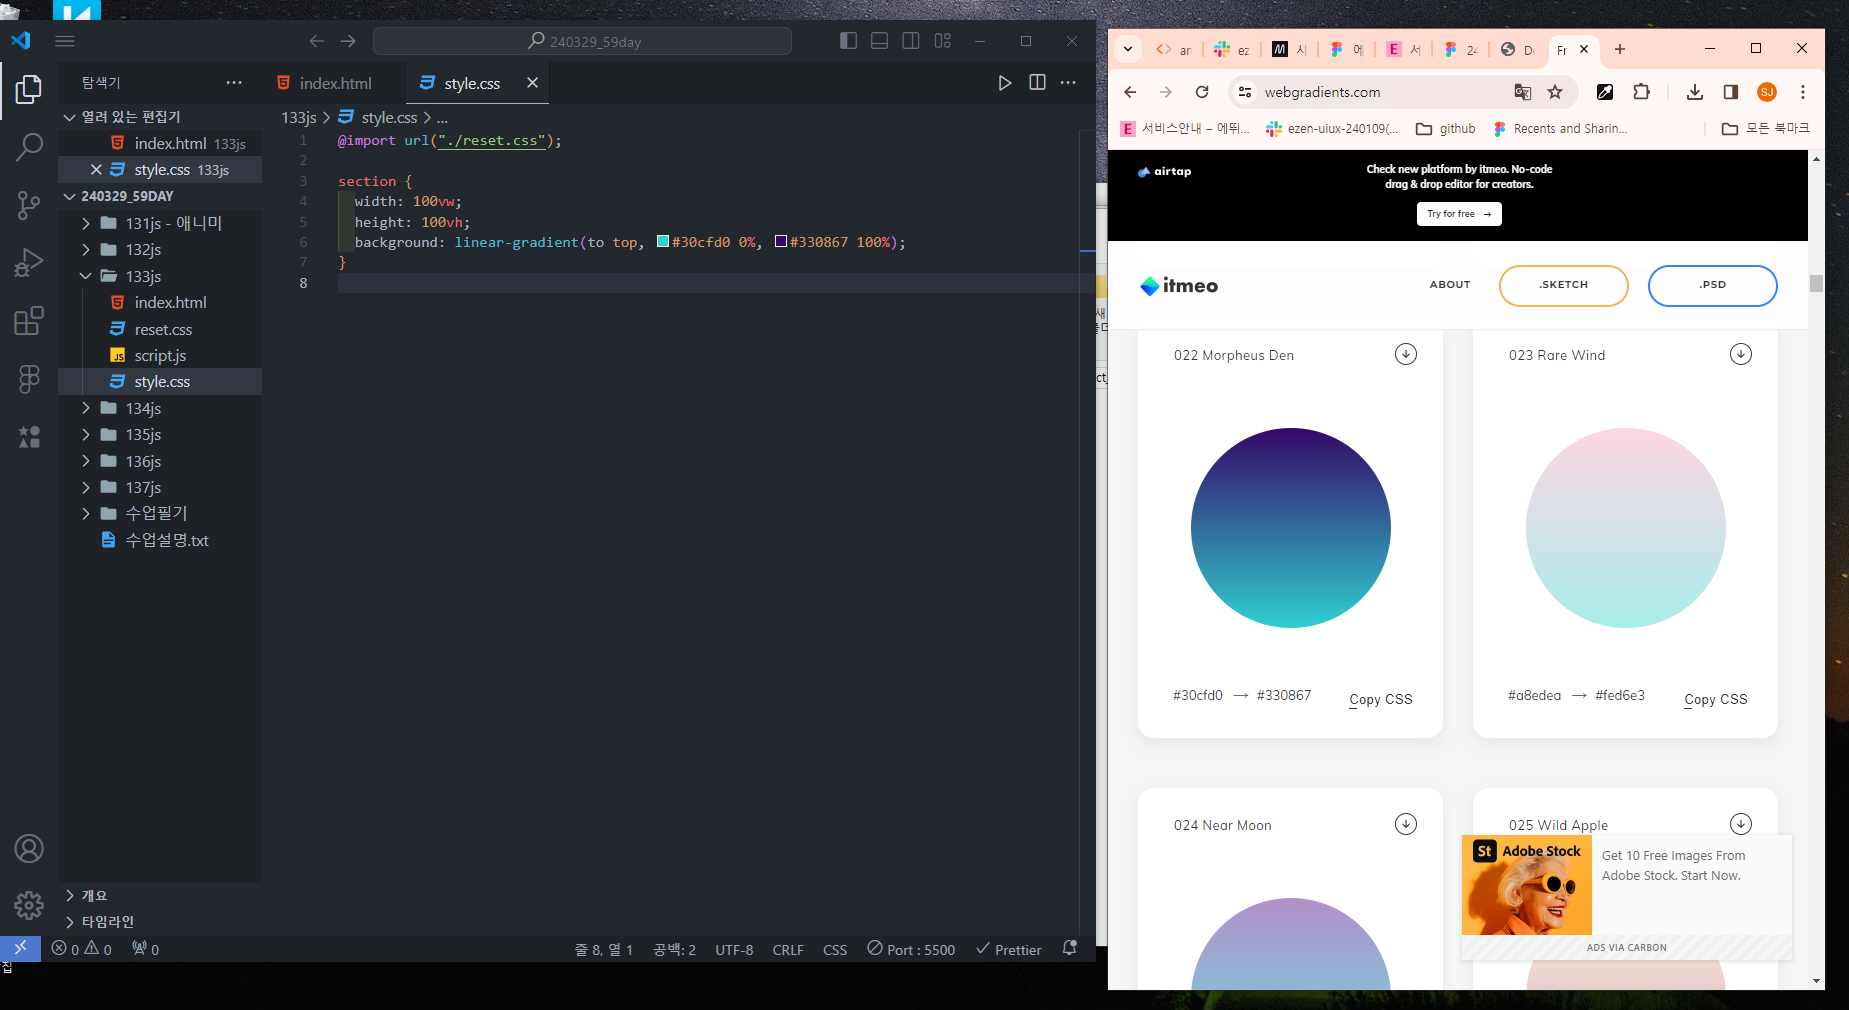 240329_59day
탐색기
index.html
style.css
열려 있는 편집기
index.html 133js
style.css 133js
240329_59DAY
131js - 애니미
132js
133js
index.html
reset.css
script.js
style.css
134js
135js
136js
137js
수업필기
수업설명.txt
개요
타임라인
133js > style.css > ...
1 @import url("./reset.css");
2
3 section {
4 width: 100vw;
5 height: 100vh;
6 background: linear-gradient(to top, #30cfd0 0%, #330867 100%);
7 }
8
0 0 0
줄 8, 열 1
공백: 2
UTF-8
CRLF
CSS
Port : 5500
Prettier
집
새
ct
ar
ez
시
에
서
24
Do
Fr
webgradients.com
SJ
서비스안내 – 에뛰...
ezen-uiux-240109(...
github
Recents and Sharin...
모든 북마크
airtap
Check new platform by itmeo. No-code
drag & drop editor for creators.
Try for free →
itmeo
ABOUT
.SKETCH
.PSD
022 Morpheus Den
023 Rare Wind
#30cfd0 → #330867
Copy CSS
#a8edea → #fed6e3
Copy CSS
024 Near Moon
025 Wild Apple
St Adobe Stock
Get 10 Free Images From
Adobe Stock. Start Now.
ADS VIA CARBON